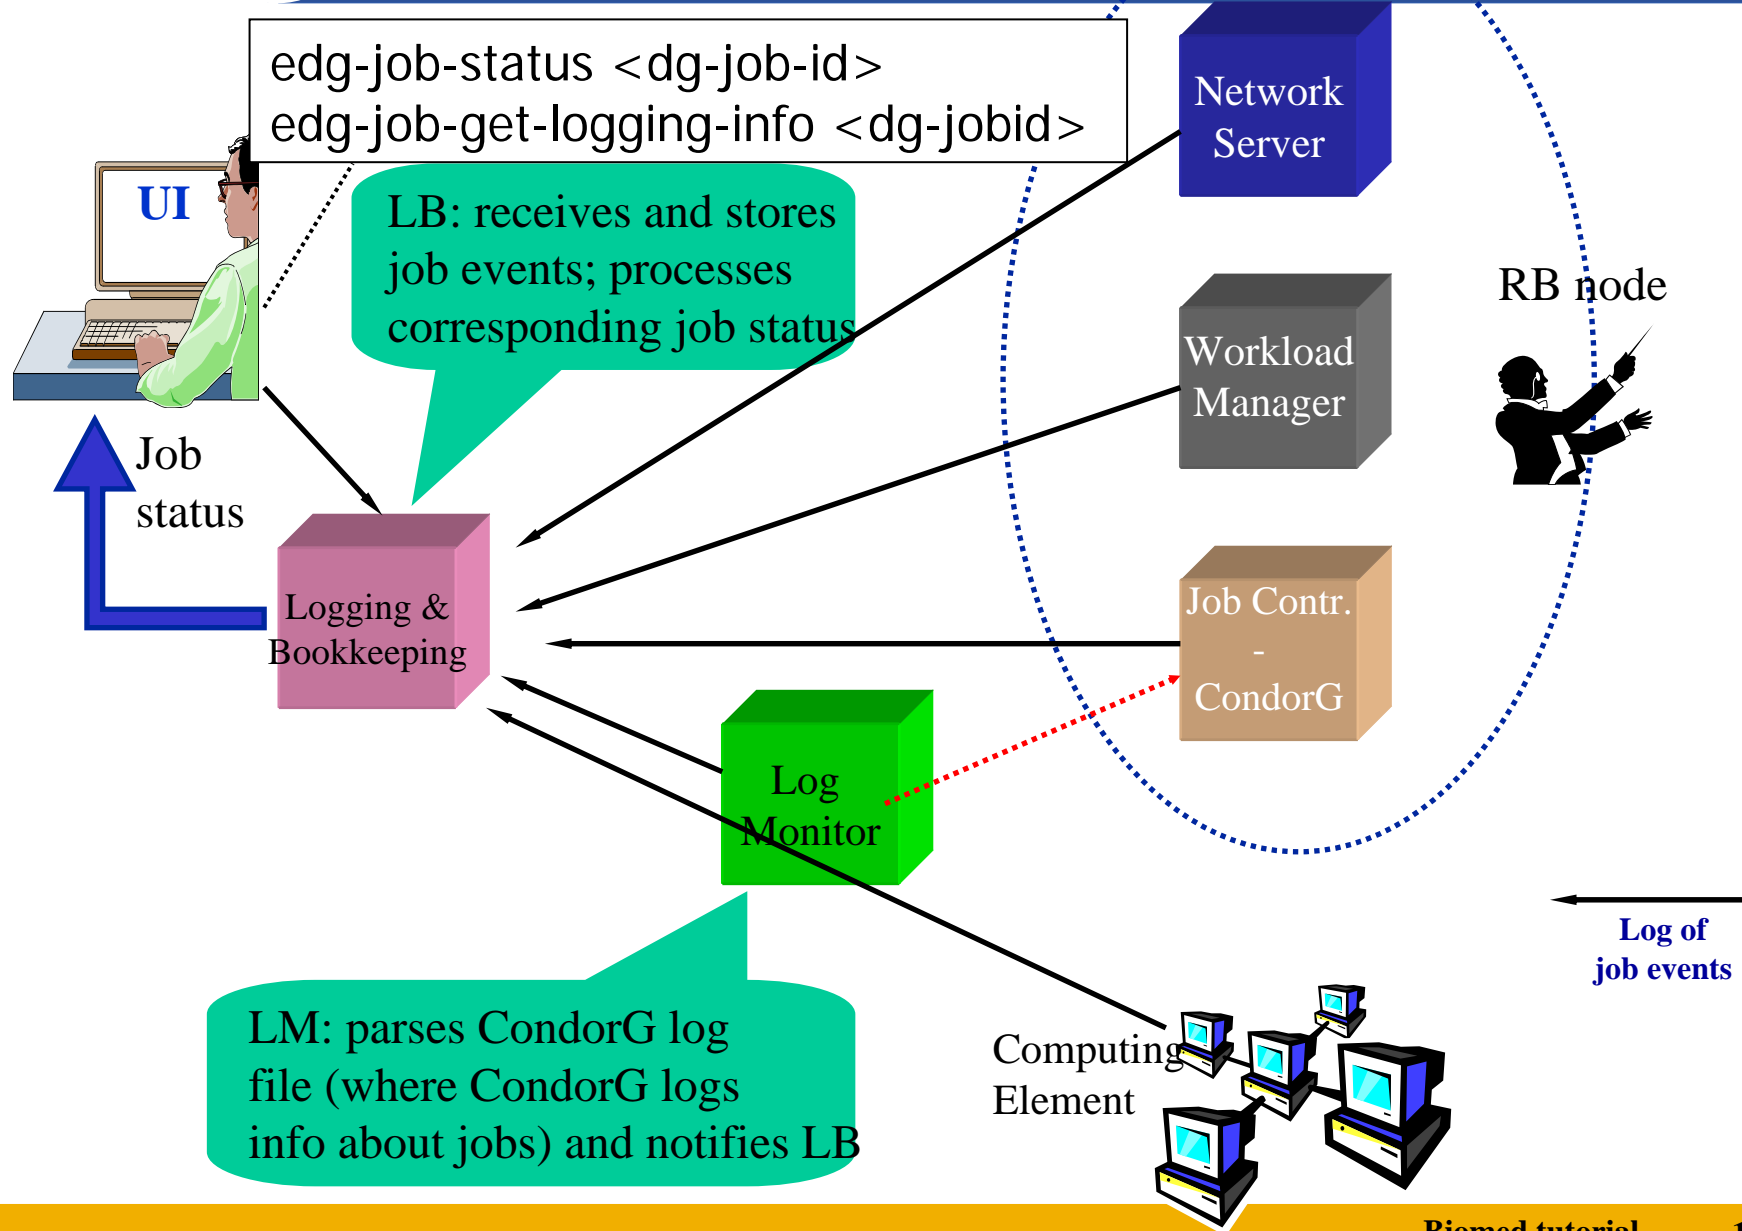 edg-job-status <dg-job-id>
edg-job-get-logging-info <dg-jobid>
UI
LB: receives and stores
job events; processes
corresponding job status
Network
Server
RB node
Workload
Manager
Job
status
Logging &
Bookkeeping
Job Contr.
-
CondorG
Log
Monitor
Log of
job events
LM: parses CondorG log
file (where CondorG logs
info about jobs) and notifies LB
Computing
Element
Biomed tutorial